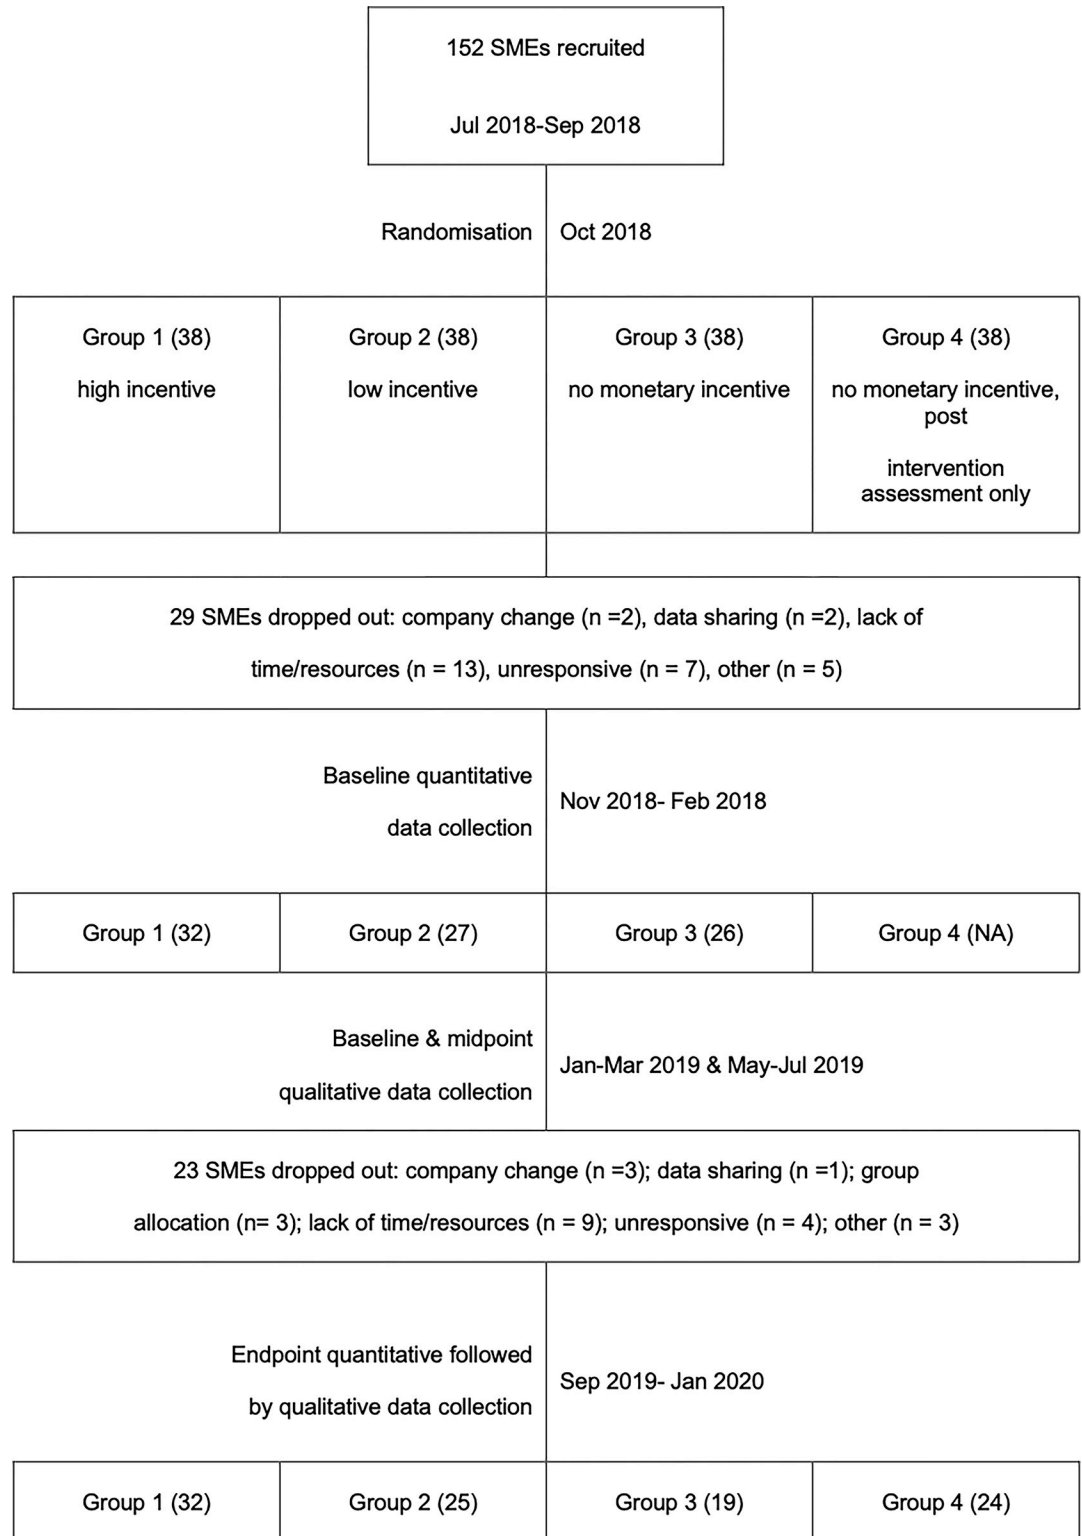 152 SMEs recruited
Jul 2018-Sep 2018
Randomisation
Oct 2018
Group 1 (38)
high incentive
Group 2 (38)
low incentive
Group 3 (38)
no monetary incentive
Group 4 (38)
no monetary incentive,
post
intervention
assessment only
29 SMEs dropped out: company change (n =2), data sharing (n =2), lack of
time/resources (n = 13), unresponsive (n = 7), other (n = 5)
Baseline quantitative
data collection
Nov 2018- Feb 2018
Group 1 (32)
Group 2 (27)
Group 3 (26)
Group 4 (NA)
Baseline & midpoint
qualitative data collection
Jan-Mar 2019 & May-Jul 2019
23 SMEs dropped out: company change (n =3); data sharing (n =1); group
allocation (n= 3); lack of time/resources (n = 9); unresponsive (n = 4); other (n = 3)
Endpoint quantitative followed
by qualitative data collection
Sep 2019- Jan 2020
Group 1 (32)
Group 2 (25)
Group 3 (19)
Group 4 (24)